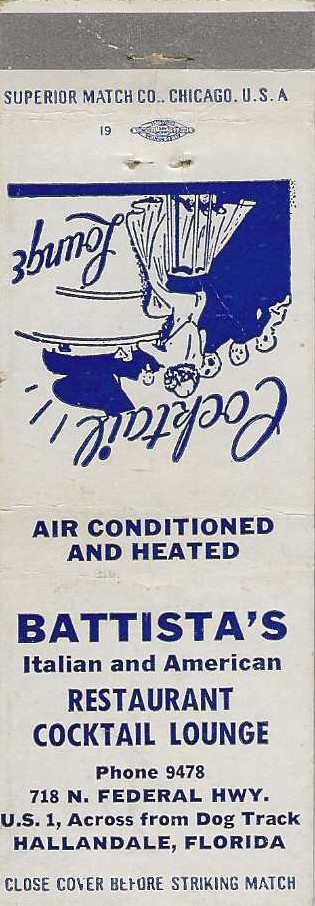 SUPERIOR MATCH CO., CHICAGO, U.S.A
19
Cocktail
Lounge
AIR CONDITIONED
AND HEATED
BATTISTA'S
Italian and American
RESTAURANT
COCKTAIL LOUNGE
Phone 9478
718 N. FEDERAL HWY.
U.S. 1, Across from Dog Track
HALLANDALE, FLORIDA
CLOSE COVER BEFORE STRIKING MATCH